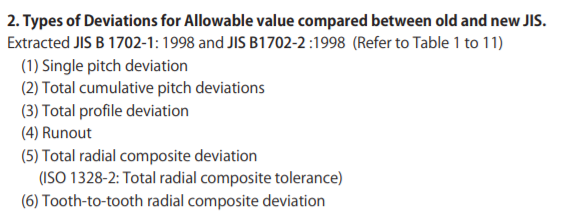 2. Types of Deviations for Allowable value compared between old and new JIS.
Extracted JIS B 1702-1: 1998 and JIS B1702-2 :1998 (Refer to Table 1 to 11)
(1) Single pitch deviation
(2) Total cumulative pitch deviations
(3) Total profile deviation
(4) Runout
(5) Total radial composite deviation
(ISO 1328-2: Total radial composite tolerance)
(6) Tooth-to-tooth radial composite deviation